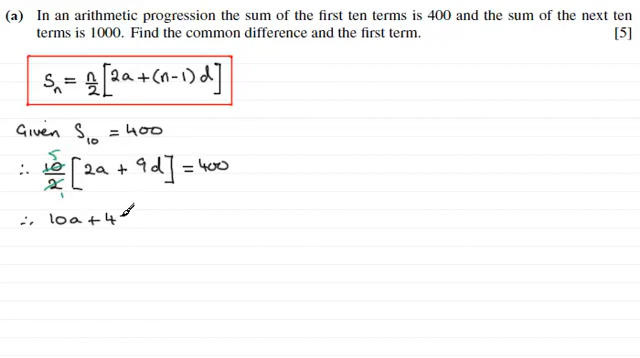 (a) In an arithmetic progression the sum of the first ten terms is 400 and the sum of the next ten
terms is 1000. Find the common difference and the first term. [5]
Sₙ = n/2 [2a + (n-1) d]
Given S₁₀ = 400
∴ 10/2 [2a + 9d] = 400
5
1
∴ 10a + 4